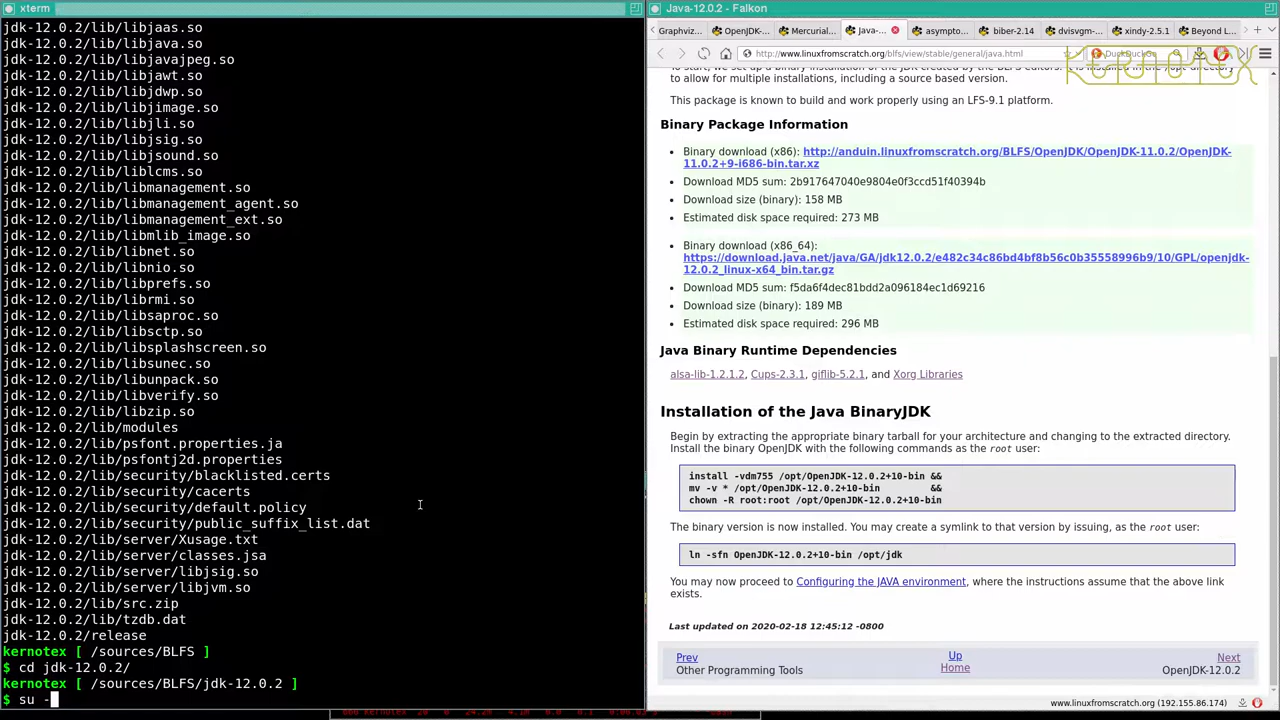 xterm
jdk-12.0.2/lib/libjaas.so
jdk-12.0.2/lib/libjava.so
jdk-12.0.2/lib/libjavajpeg.so
jdk-12.0.2/lib/libjawt.so
jdk-12.0.2/lib/libjdwp.so
jdk-12.0.2/lib/libjimage.so
jdk-12.0.2/lib/libjli.so
jdk-12.0.2/lib/libjsig.so
jdk-12.0.2/lib/libjsound.so
jdk-12.0.2/lib/liblcms.so
jdk-12.0.2/lib/libmanagement.so
jdk-12.0.2/lib/libmanagement_agent.so
jdk-12.0.2/lib/libmanagement_ext.so
jdk-12.0.2/lib/libmlib_image.so
jdk-12.0.2/lib/libnet.so
jdk-12.0.2/lib/libnio.so
jdk-12.0.2/lib/libprefs.so
jdk-12.0.2/lib/librmi.so
jdk-12.0.2/lib/libsaproc.so
jdk-12.0.2/lib/libsctp.so
jdk-12.0.2/lib/libsplashscreen.so
jdk-12.0.2/lib/libsunec.so
jdk-12.0.2/lib/libunpack.so
jdk-12.0.2/lib/libverify.so
jdk-12.0.2/lib/libzip.so
jdk-12.0.2/lib/modules
jdk-12.0.2/lib/psfont.properties.ja
jdk-12.0.2/lib/psfontj2d.properties
jdk-12.0.2/lib/security/blacklisted.certs
jdk-12.0.2/lib/security/cacerts
jdk-12.0.2/lib/security/default.policy
jdk-12.0.2/lib/security/public_suffix_list.dat
jdk-12.0.2/lib/server/Xusage.txt
jdk-12.0.2/lib/server/classes.jsa
jdk-12.0.2/lib/server/libjsig.so
jdk-12.0.2/lib/server/libjvm.so
jdk-12.0.2/lib/src.zip
jdk-12.0.2/lib/tzdb.dat
jdk-12.0.2/release
kernotex [ /sources/BLFS ]
$ cd jdk-12.0.2/
kernotex [ /sources/BLFS/jdk-12.0.2 ]
$ su -
Java-12.0.2 - Falkon
Graphviz... OpenJDK-... Mercurial... Java-... asympto... biber-2.14 dvisvgm-... xindy-2.5.1 Beyond L...
http://www.linuxfromscratch.org/blfs/view/stable/general/java.html DuckDuckGo
KERNOTEX
to allow for multiple installations, including a source based version.
This package is known to build and work properly using an LFS-9.1 platform.
Binary Package Information
• Binary download (x86): http://anduin.linuxfromscratch.org/BLFS/OpenJDK/OpenJDK-11.0.2/OpenJDK-
11.0.2+9-i686-bin.tar.xz
• Download MD5 sum: 2b917647040e9804e0f3ccd51f40394b
• Download size (binary): 158 MB
• Estimated disk space required: 273 MB
• Binary download (x86_64):
https://download.java.net/java/GA/jdk12.0.2/e482c34c86bd4bf8b56c0b35558996b9/10/GPL/openjdk-
12.0.2_linux-x64_bin.tar.gz
• Download MD5 sum: f5da6f4dec81bdd2a096184ec1d69216
• Download size (binary): 189 MB
• Estimated disk space required: 296 MB
Java Binary Runtime Dependencies
alsa-lib-1.2.1.2, Cups-2.3.1, giflib-5.2.1, and Xorg Libraries
Installation of the Java BinaryJDK
Begin by extracting the appropriate binary tarball for your architecture and changing to the extracted directory.
Install the binary OpenJDK with the following commands as the root user:
install -vdm755 /opt/OpenJDK-12.0.2+10-bin &&
mv -v * /opt/OpenJDK-12.0.2+10-bin &&
chown -R root:root /opt/OpenJDK-12.0.2+10-bin
The binary version is now installed. You may create a symlink to that version by issuing, as the root user:
ln -sfn OpenJDK-12.0.2+10-bin /opt/jdk
You may now proceed to Configuring the JAVA environment, where the instructions assume that the above link
exists.
Last updated on 2020-02-18 12:45:12 -0800
Prev Up Next
Other Programming Tools Home OpenJDK-12.0.2
www.linuxfromscratch.org (192.155.86.174)